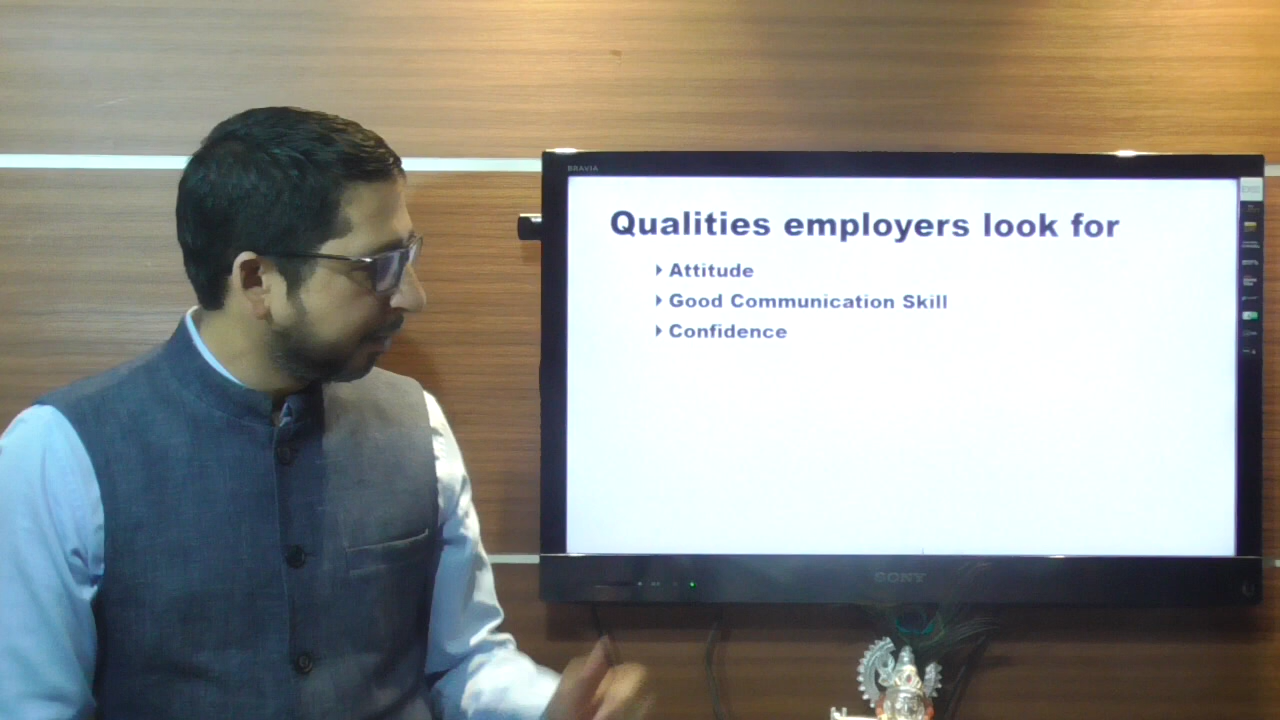 BRAVIA
Qualities employers look for
Attitude
Good Communication Skill
Confidence
SONY